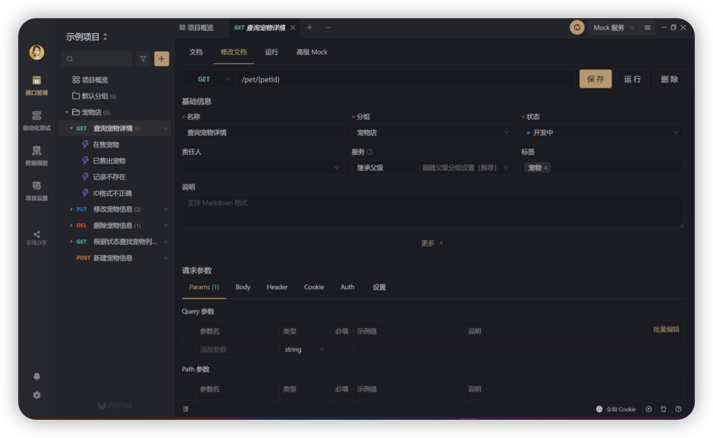 示例项目
接口管理
自动化测试
数据模型
项目设置
在线分享
项目概览
默认分组 (0)
宠物店 (9)
GET 查询宠物详情 (4)
在售宠物
已售出宠物
记录不存在
ID格式不正确
PUT 修改宠物信息 (2)
DEL 删除宠物信息 (1)
GET 根据状态查找宠物列...
POST 新建宠物信息
Apifox
项目概览
GET 查询宠物详情
Mock 服务
文档 修改文档 运行 高级 Mock
GET /pet/{petId}
保 存 运 行 删 除
基础信息
* 名称 * 分组 * 状态
查询宠物详情 宠物店 开发中
责任人 服务 标签
继承父级 跟随父级分组设置（推荐） 宠物
说明
支持 Markdown 格式
更多
请求参数
Params (1) Body Header Cookie Auth 设置
Query 参数
参数名 类型 必填 示例值 说明 批量编辑
添加参数 string
Path 参数
参数名 类型 必填 示例值 说明
全局 Cookie